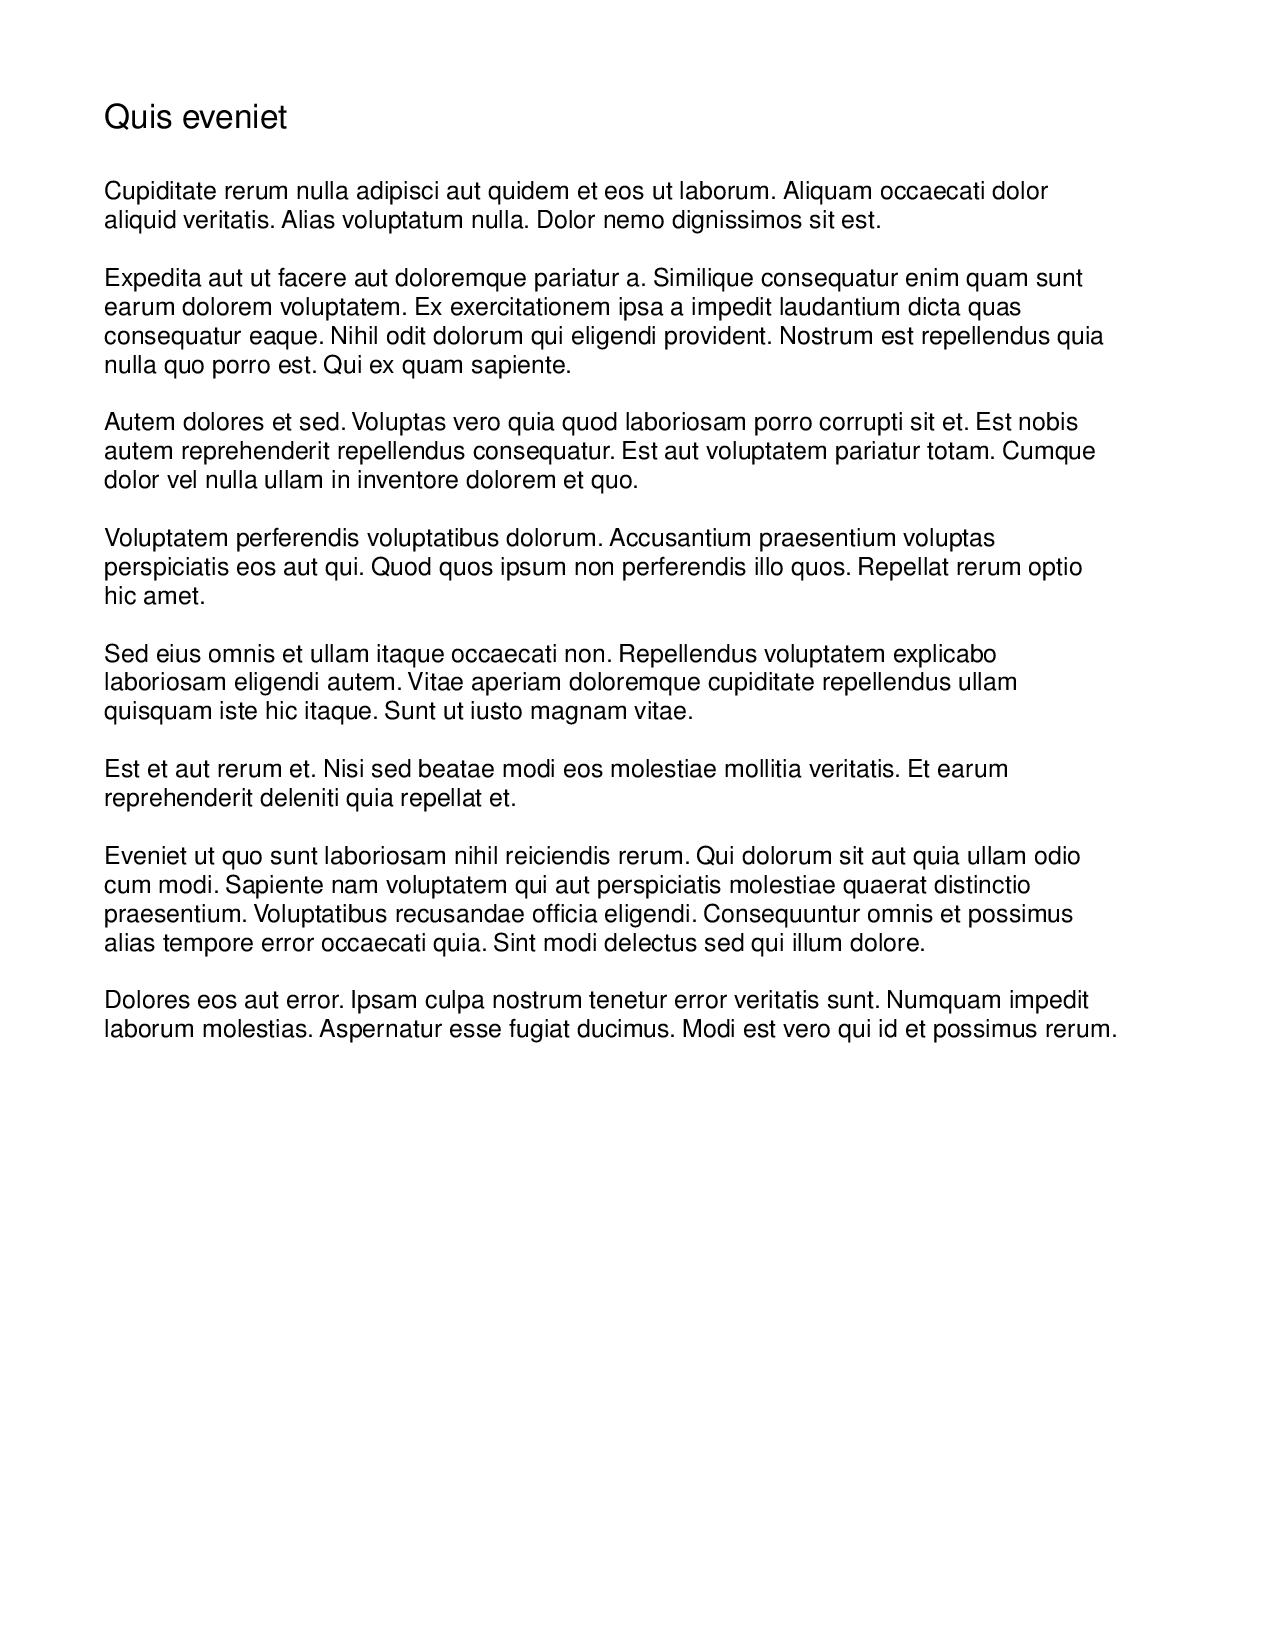 Quis eveniet
Cupiditate rerum nulla adipisci aut quidem et eos ut laborum. Aliquam occaecati dolor
aliquid veritatis. Alias voluptatum nulla. Dolor nemo dignissimos sit est.
Expedita aut ut facere aut doloremque pariatur a. Similique consequatur enim quam sunt
earum dolorem voluptatem. Ex exercitationem ipsa a impedit laudantium dicta quas
consequatur eaque. Nihil odit dolorum qui eligendi provident. Nostrum est repellendus quia
nulla quo porro est. Qui ex quam sapiente.
Autem dolores et sed. Voluptas vero quia quod laboriosam porro corrupti sit et. Est nobis
autem reprehenderit repellendus consequatur. Est aut voluptatem pariatur totam. Cumque
dolor vel nulla ullam in inventore dolorem et quo.
Voluptatem perferendis voluptatibus dolorum. Accusantium praesentium voluptas
perspiciatis eos aut qui. Quod quos ipsum non perferendis illo quos. Repellat rerum optio
hic amet.
Sed eius omnis et ullam itaque occaecati non. Repellendus voluptatem explicabo
laboriosam eligendi autem. Vitae aperiam doloremque cupiditate repellendus ullam
quisquam iste hic itaque. Sunt ut iusto magnam vitae.
Est et aut rerum et. Nisi sed beatae modi eos molestiae mollitia veritatis. Et earum
reprehenderit deleniti quia repellat et.
Eveniet ut quo sunt laboriosam nihil reiciendis rerum. Qui dolorum sit aut quia ullam odio
cum modi. Sapiente nam voluptatem qui aut perspiciatis molestiae quaerat distinctio
praesentium. Voluptatibus recusandae officia eligendi. Consequuntur omnis et possimus
alias tempore error occaecati quia. Sint modi delectus sed qui illum dolore.
Dolores eos aut error. Ipsam culpa nostrum tenetur error veritatis sunt. Numquam impedit
laborum molestias. Aspernatur esse fugiat ducimus. Modi est vero qui id et possimus rerum.